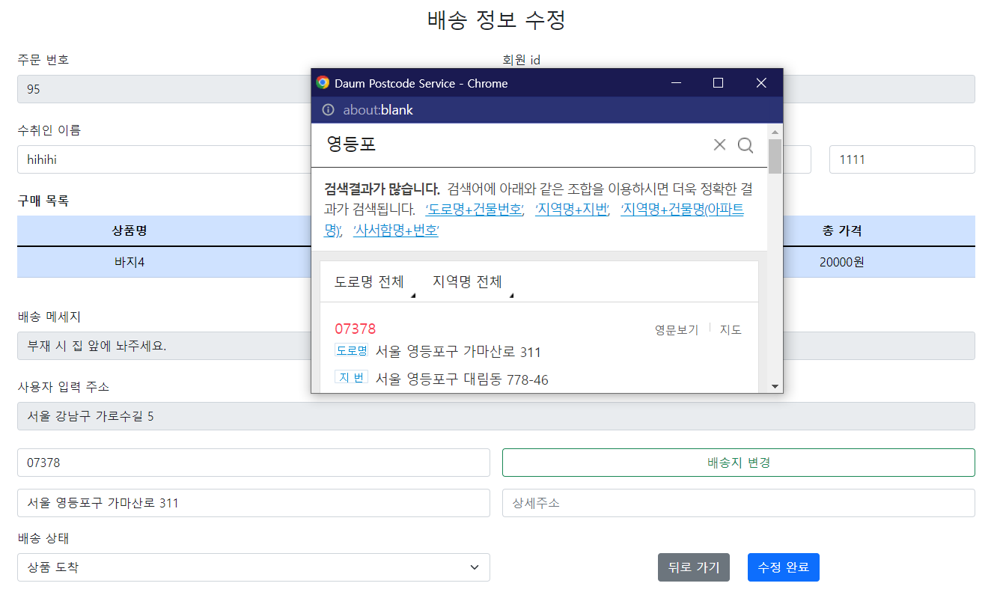 배송 정보 수정
주문 번호
회원 id
95
수취인 이름
hihihi
1111
구매 목록
상품명
총 가격
바지4
20000원
배송 메세지
부재 시 집 앞에 놔주세요.
사용자 입력 주소
서울 강남구 가로수길 5
07378
배송지 변경
서울 영등포구 가마산로 311
상세주소
배송 상태
상품 도착
뒤로 가기
수정 완료
Daum Postcode Service - Chrome
about:blank
영등포
검색결과가 많습니다. 검색어에 아래와 같은 조합을 이용하시면 더욱 정확한 결
과가 검색됩니다. '도로명+건물번호', '지역명+지번', '지역명+건물명(아파트
명)', '사서함명+번호'
도로명 전체 지역명 전체
07378
영문보기 지도
도로명 서울 영등포구 가마산로 311
지 번 서울 영등포구 대림동 778-46